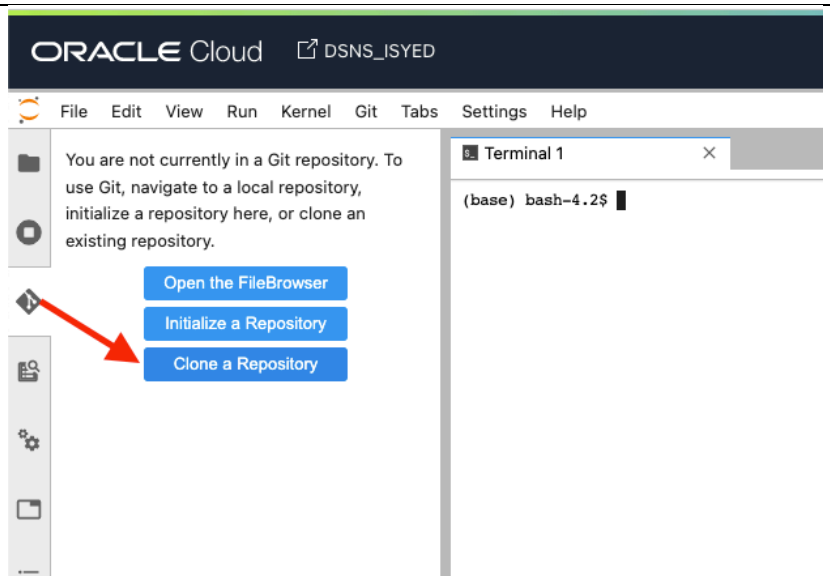 ORACLE Cloud DSNS_ISYED
File Edit View Run Kernel Git Tabs Settings Help
You are not currently in a Git repository. To
use Git, navigate to a local repository,
initialize a repository here, or clone an
existing repository.
Open the FileBrowser
Initialize a Repository
Clone a Repository
Terminal 1
(base) bash-4.2$